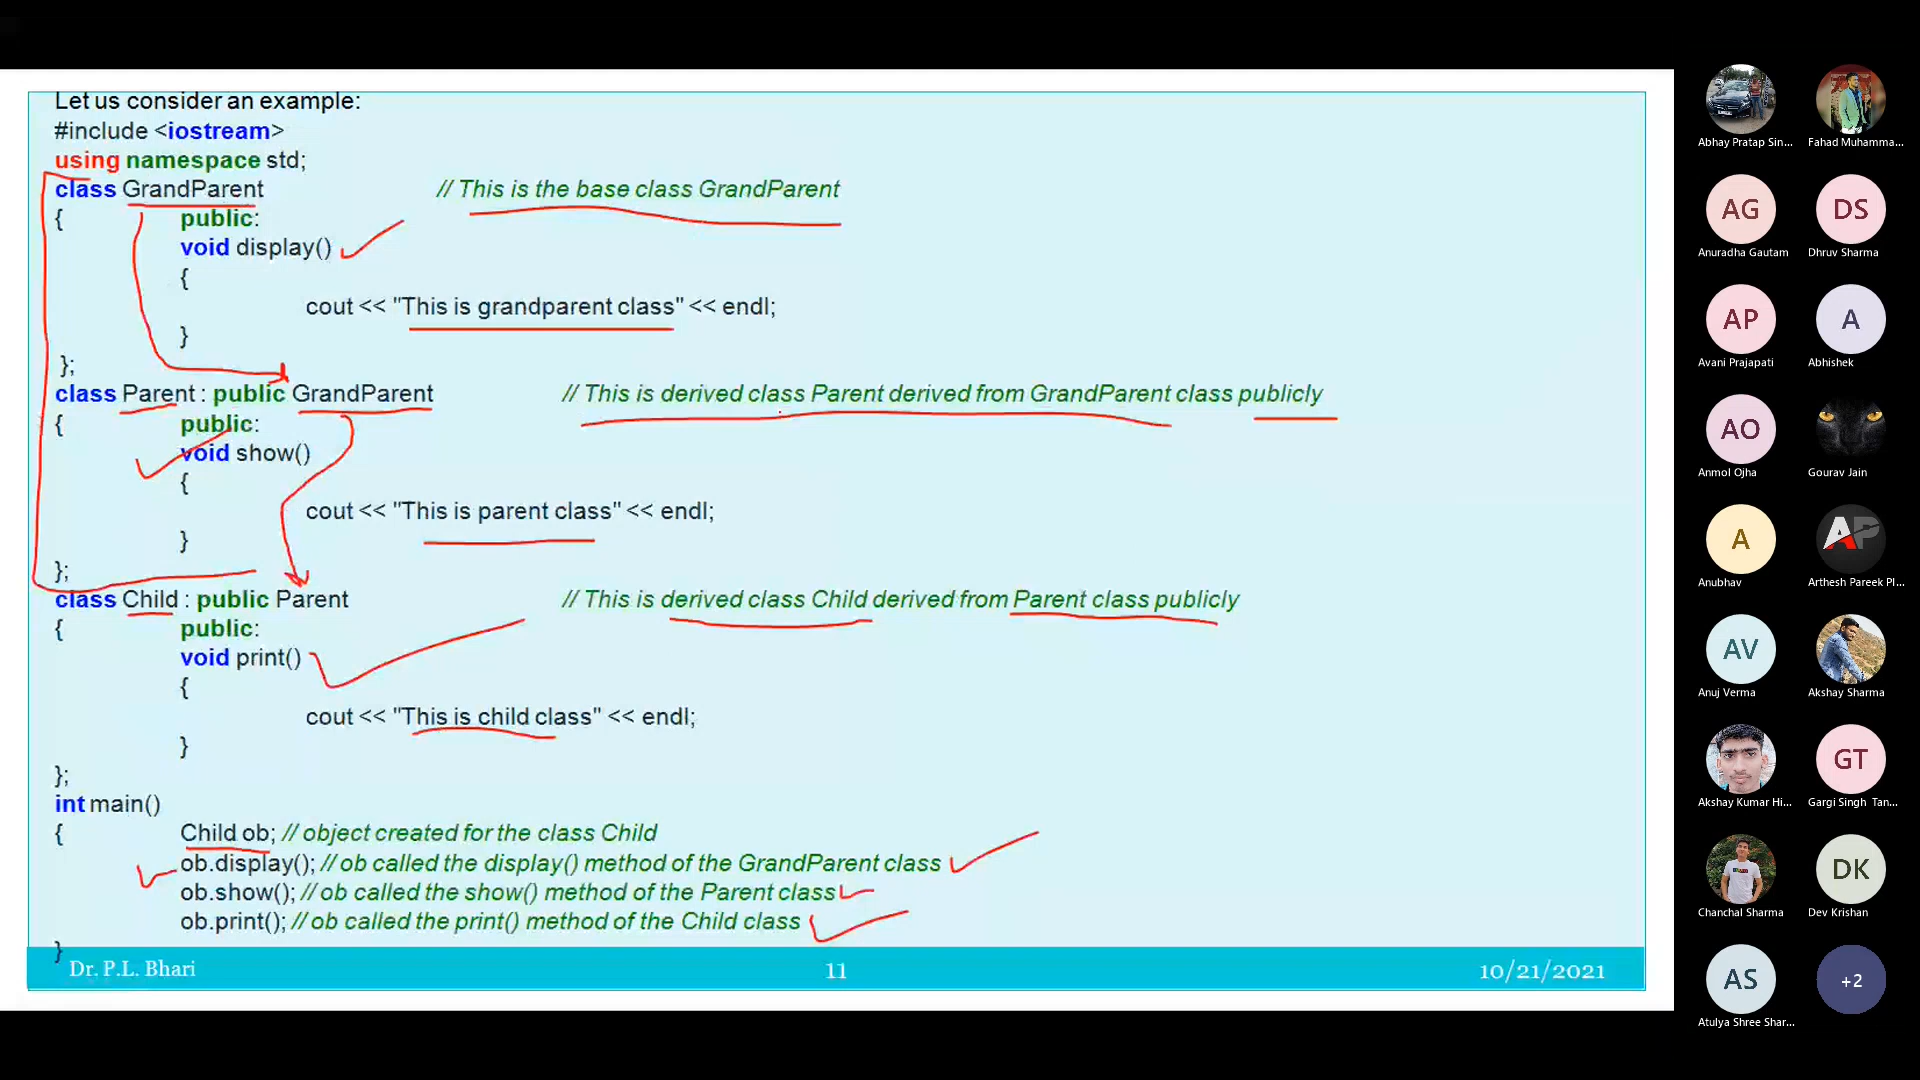 Let us consider an example:
#include <iostream>
using namespace std;
class GrandParent // This is the base class GrandParent
{ public:
void display()
{
cout << "This is grandparent class" << endl;
}
};
class Parent : public GrandParent // This is derived class Parent derived from GrandParent class publicly
{ public:
void show()
{
cout << "This is parent class" << endl;
}
};
class Child : public Parent // This is derived class Child derived from Parent class publicly
{ public:
void print()
{
cout << "This is child class" << endl;
}
};
int main()
{ Child ob; // object created for the class Child
ob.display(); // ob called the display() method of the GrandParent class
ob.show(); // ob called the show() method of the Parent class
ob.print(); // ob called the print() method of the Child class
}
Dr. P.L. Bhari 11 10/21/2021
Abhay Pratap Sin... Fahad Muhamma...
AG DS
Anuradha Gautam Dhruv Sharma
AP A
Avani Prajapati Abhishek
AO
Anmol Ojha Gourav Jain
A AP
Anubhav Arthesh Pareek Pl...
AV
Anuj Verma Akshay Sharma
GT
Akshay Kumar Hi... Gargi Singh Tan...
DK
Chanchal Sharma Dev Krishan
AS +2
Atulya Shree Shar...